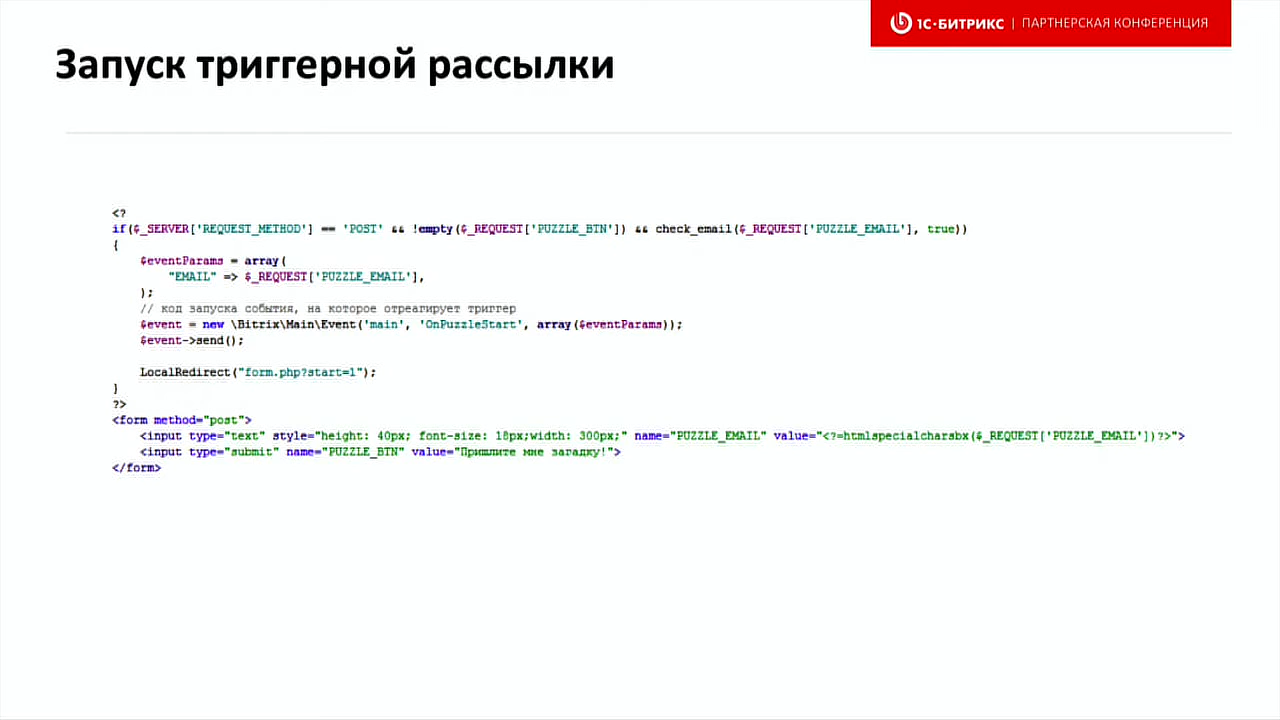 1С·БИТРИКС | ПАРТНЕРСКАЯ КОНФЕРЕНЦИЯ
Запуск триггерной рассылки
<?
if($_SERVER['REQUEST_METHOD'] == 'POST' && !empty($_REQUEST['PUZZLE_BTN']) && check_email($_REQUEST['PUZZLE_EMAIL'], true))
{
    $eventParams = array(
        "EMAIL" => $_REQUEST['PUZZLE_EMAIL'],
    );
    // код запуска события, на которое отреагирует триггер
    $event = new \Bitrix\Main\Event('main', 'OnPuzzleStart', array($eventParams));
    $event->send();
    LocalRedirect("form.php?start=1");
}
?>
<form method="post">
    <input type="text" style="height: 40px; font-size: 18px;width: 300px;" name="PUZZLE_EMAIL" value="<?=htmlspecialcharsbx($_REQUEST['PUZZLE_EMAIL'])?>">
    <input type="submit" name="PUZZLE_BTN" value="Пришлите мне загадку!">
</form>